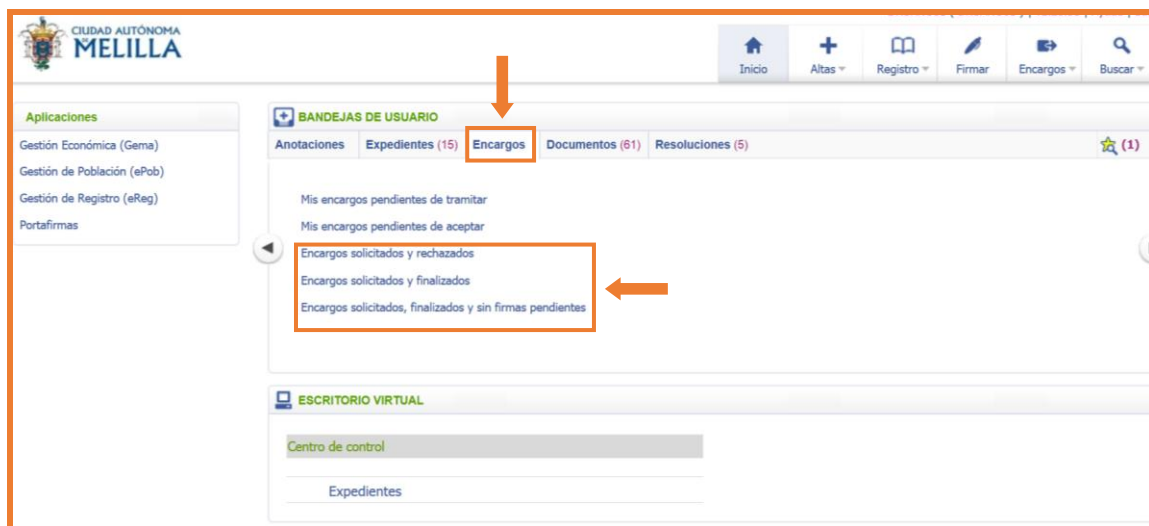 CIUDAD AUTÓNOMA
DE MELILLA
Inicio
Altas
Registro
Firmar
Encargos
Buscar
Aplicaciones
Gestión Económica (Gema)
Gestión de Población (ePob)
Gestión de Registro (eReg)
Portafirmas
BANDEJAS DE USUARIO
Anotaciones Expedientes (15) Encargos Documentos (61) Resoluciones (5) (1)
Mis encargos pendientes de tramitar
Mis encargos pendientes de aceptar
Encargos solicitados y rechazados
Encargos solicitados y finalizados
Encargos solicitados, finalizados y sin firmas pendientes
ESCRITORIO VIRTUAL
Centro de control
Expedientes